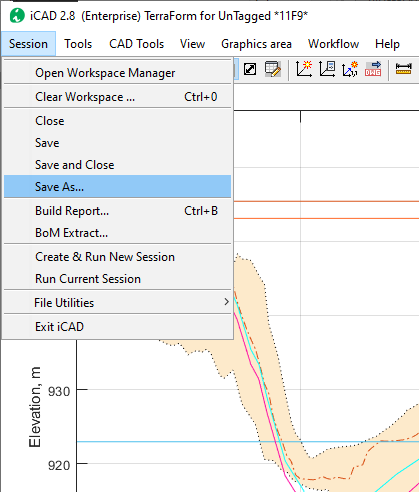 iCAD 2.8 (Enterprise) TerraForm for UnTagged *11F9*
Session Tools CAD Tools View Graphics area Workflow Help
Open Workspace Manager
Clear Workspace ... Ctrl+0
Close
Save
Save and Close
Save As...
Build Report... Ctrl+B
BoM Extract...
Create & Run New Session
Run Current Session
File Utilities
Exit iCAD
Elevation, m
930
920